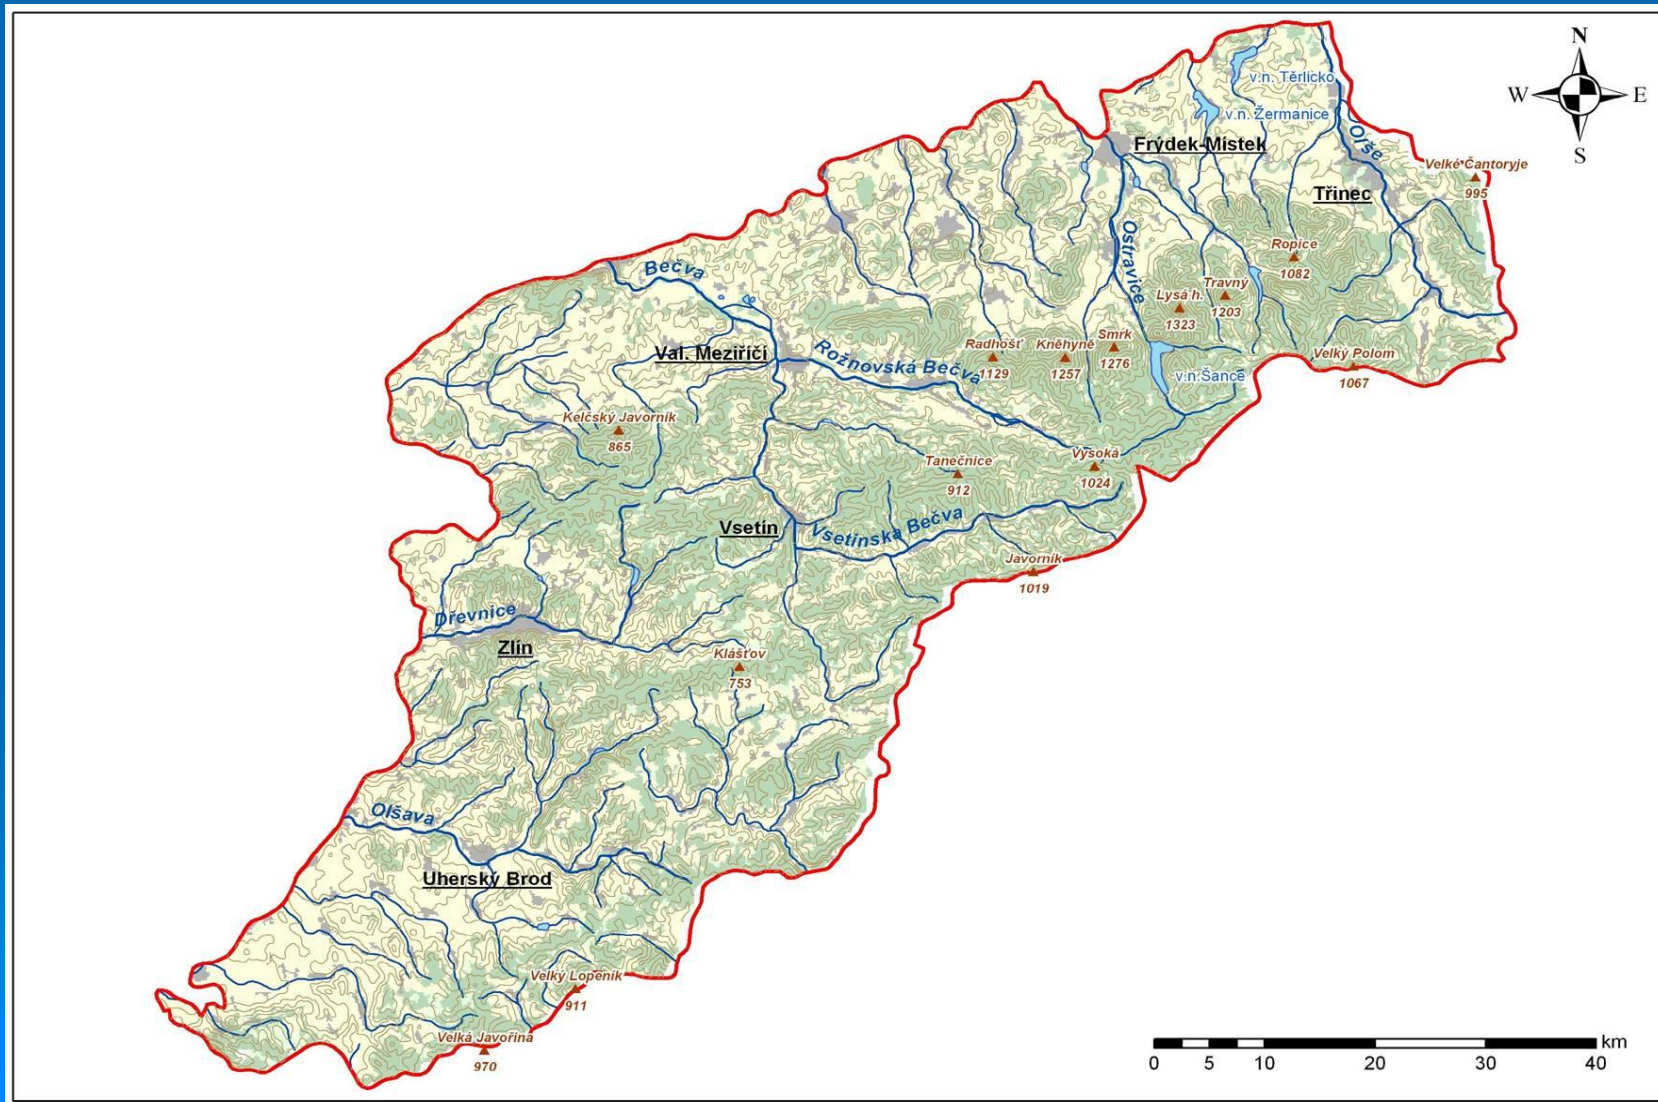 N
W E
S
v.n. Těrlicko
v.n. Žermanice
Olše
Frýdek-Místek
Velké Čantoryje
995
Třinec
Ostravice
Ropice
1082
Bečva
Travný
1203
Lysá h.
1323
Smrk
1276
Radhošť
1129
Kněhyně
1257
Val. Meziříčí
Rožnovská Bečva
Velký Polom
1067
v.n.Šance
Kelčský Javorník
865
Tanečnice
912
Vysoká
1024
Vsetín
Vsetínska Bečva
Javorník
1019
Dřevnice
Zlín
Klášťov
753
Olšava
Uherský Brod
Velký Lopeník
911
Velká Javořina
970
km
0 5 10 20 30 40